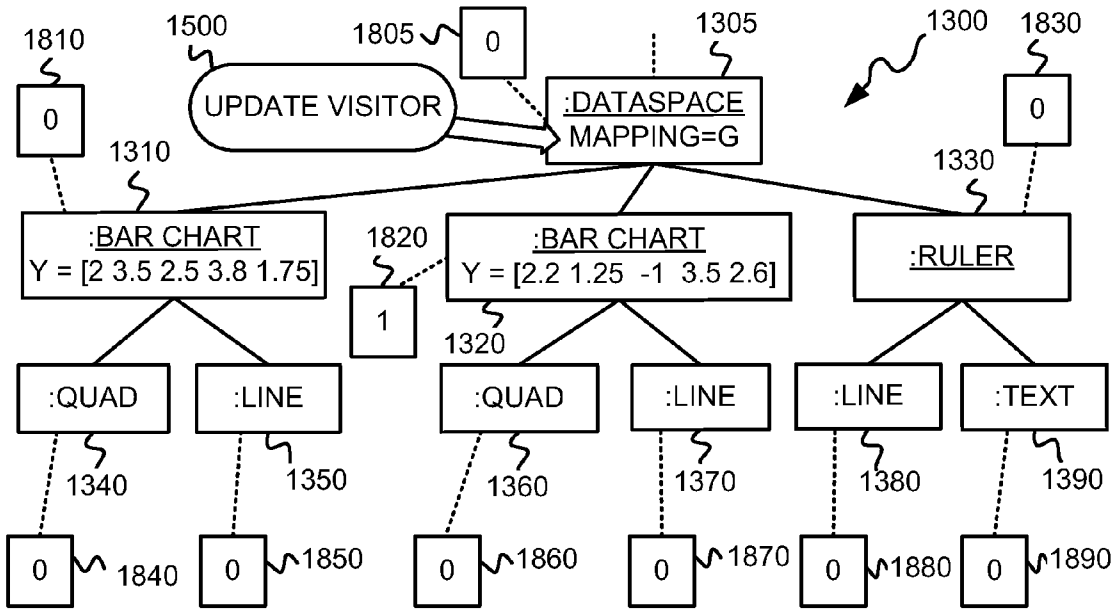 1500
1805
0
1305
1300
1830
1810
0
UPDATE VISITOR
:DATASPACE
MAPPING=G
0
1310
1330
:BAR CHART
Y = [2 3.5 2.5 3.8 1.75]
1820
1
:BAR CHART
Y = [2.2 1.25 -1 3.5 2.6]
1320
:RULER
:QUAD
:LINE
:QUAD
:LINE
:LINE
:TEXT
1340
1350
1360
1370
1380
1390
0
1840
0
1850
0
1860
0
1870
0
1880
0
1890